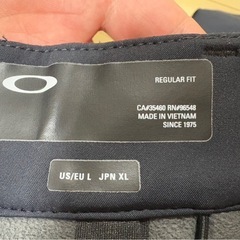 REGULAR FIT
CA#35460 RN#96548
MADE IN VIETNAM
SINCE 1975
US/EU L JPN XL